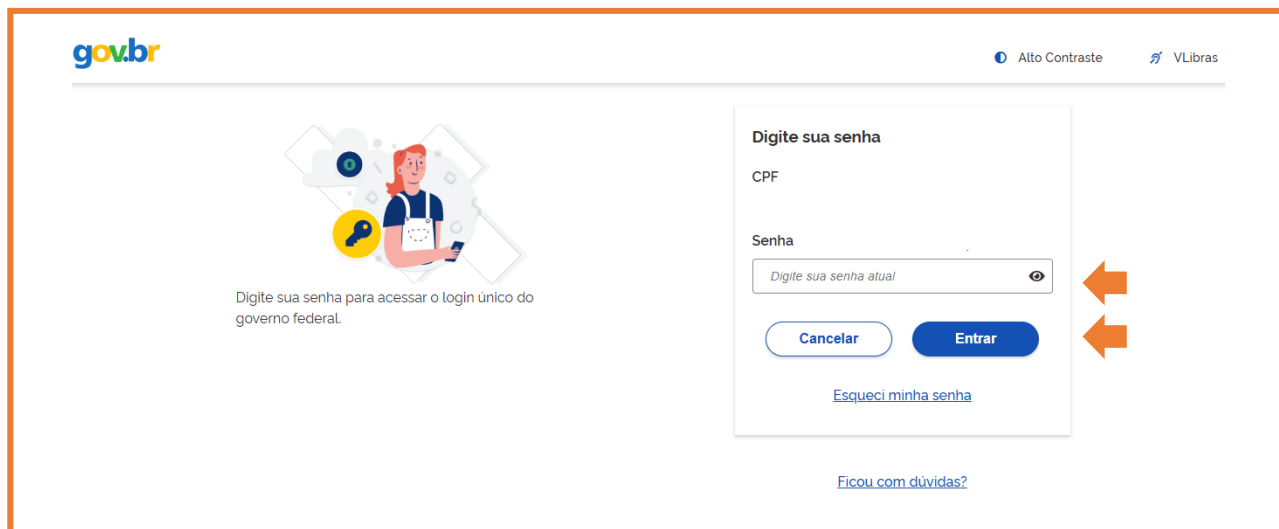 gov.br
Alto Contraste
VLibras
Digite sua senha para acessar o login único do
governo federal.
Digite sua senha
CPF
Senha
Digite sua senha atual
Cancelar
Entrar
Esqueci minha senha
Ficou com dúvidas?